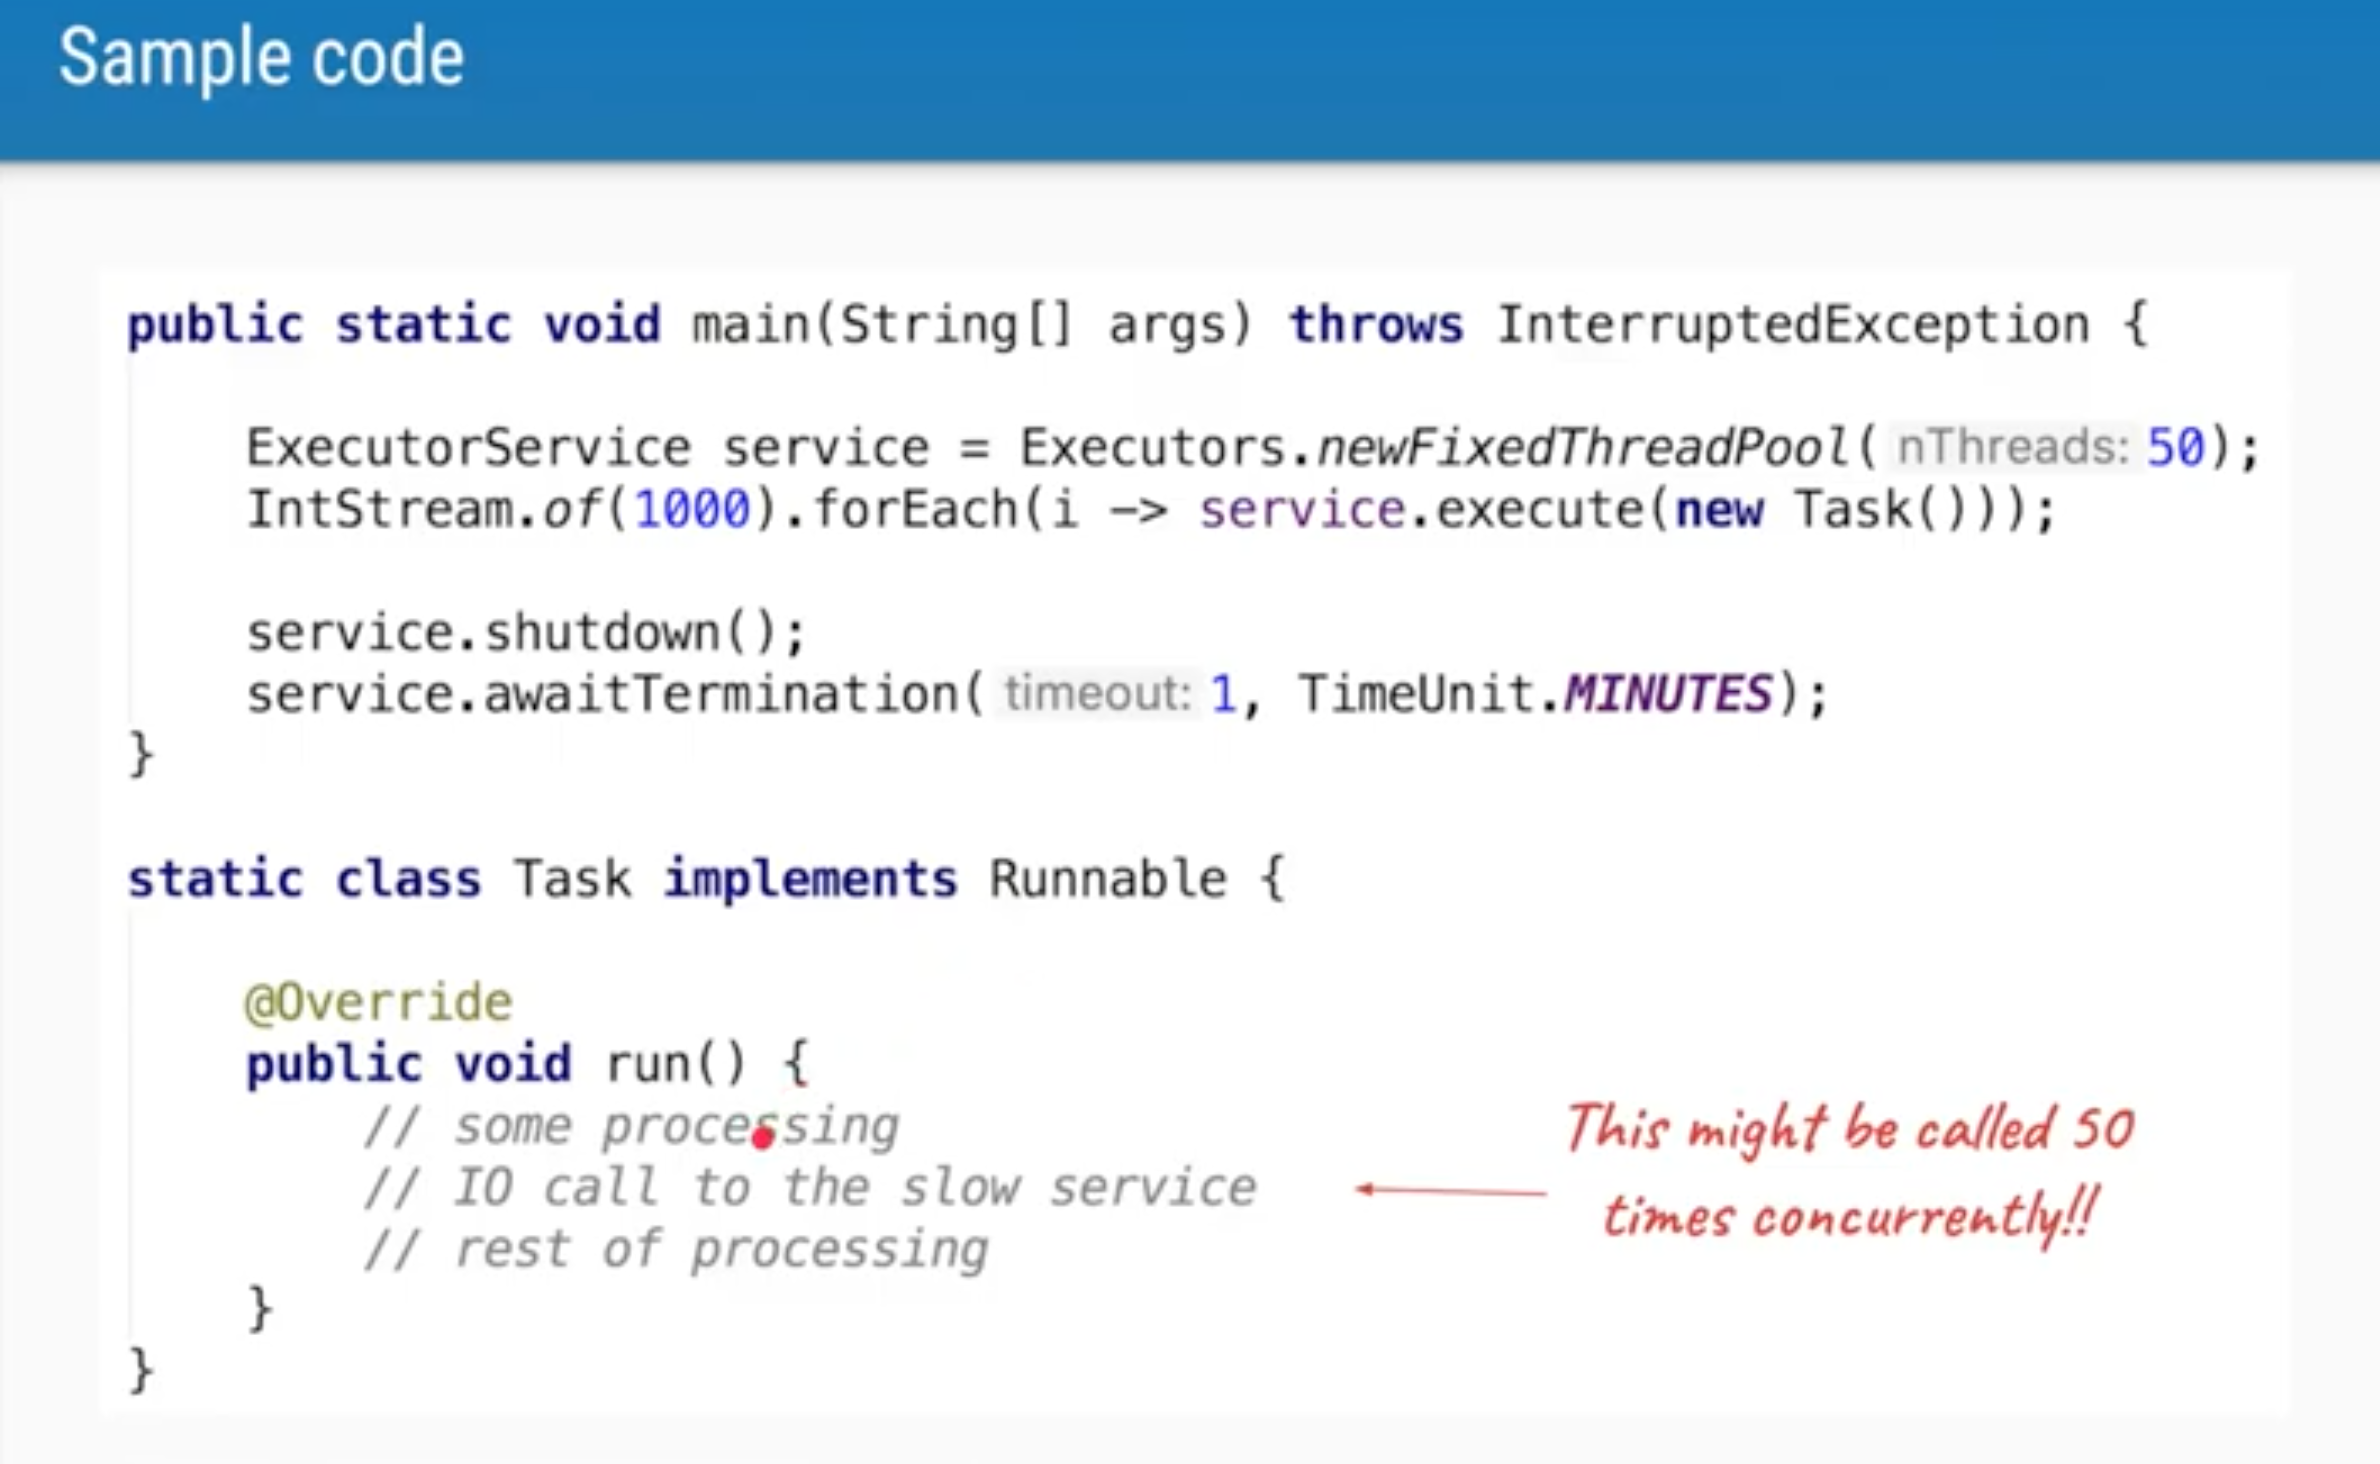 Sample code
public static void main(String[] args) throws InterruptedException {
ExecutorService service = Executors.newFixedThreadPool( nThreads: 50);
IntStream.of(1000).forEach(i -> service.execute(new Task()));
service.shutdown();
service.awaitTermination( timeout: 1, TimeUnit.MINUTES);
}
static class Task implements Runnable {
@Override
public void run() {
// some processing
// IO call to the slow service
// rest of processing
}
}
This might be called 50
times concurrently!!